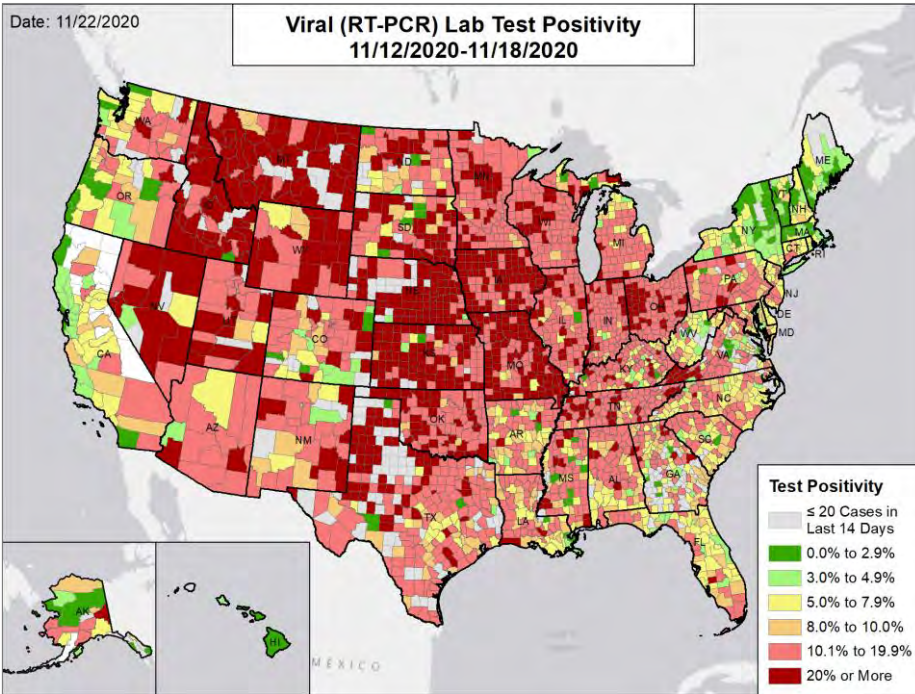 Date: 11/22/2020
Viral (RT-PCR) Lab Test Positivity
11/12/2020-11/18/2020
WA
MT
ND
MN
ME
OR
ID
SD
WI
VT
NH
WY
MI
NY
MA
CT
RI
NE
IA
PA
NJ
NV
UT
CO
IL
IN
OH
DE
MD
CA
KS
MO
WV
VA
KY
AZ
NM
OK
TN
NC
AR
SC
MS
AL
GA
TX
LA
FL
AK
HI
MÉXICO
Test Positivity
≤ 20 Cases in
Last 14 Days
0.0% to 2.9%
3.0% to 4.9%
5.0% to 7.9%
8.0% to 10.0%
10.1% to 19.9%
20% or More